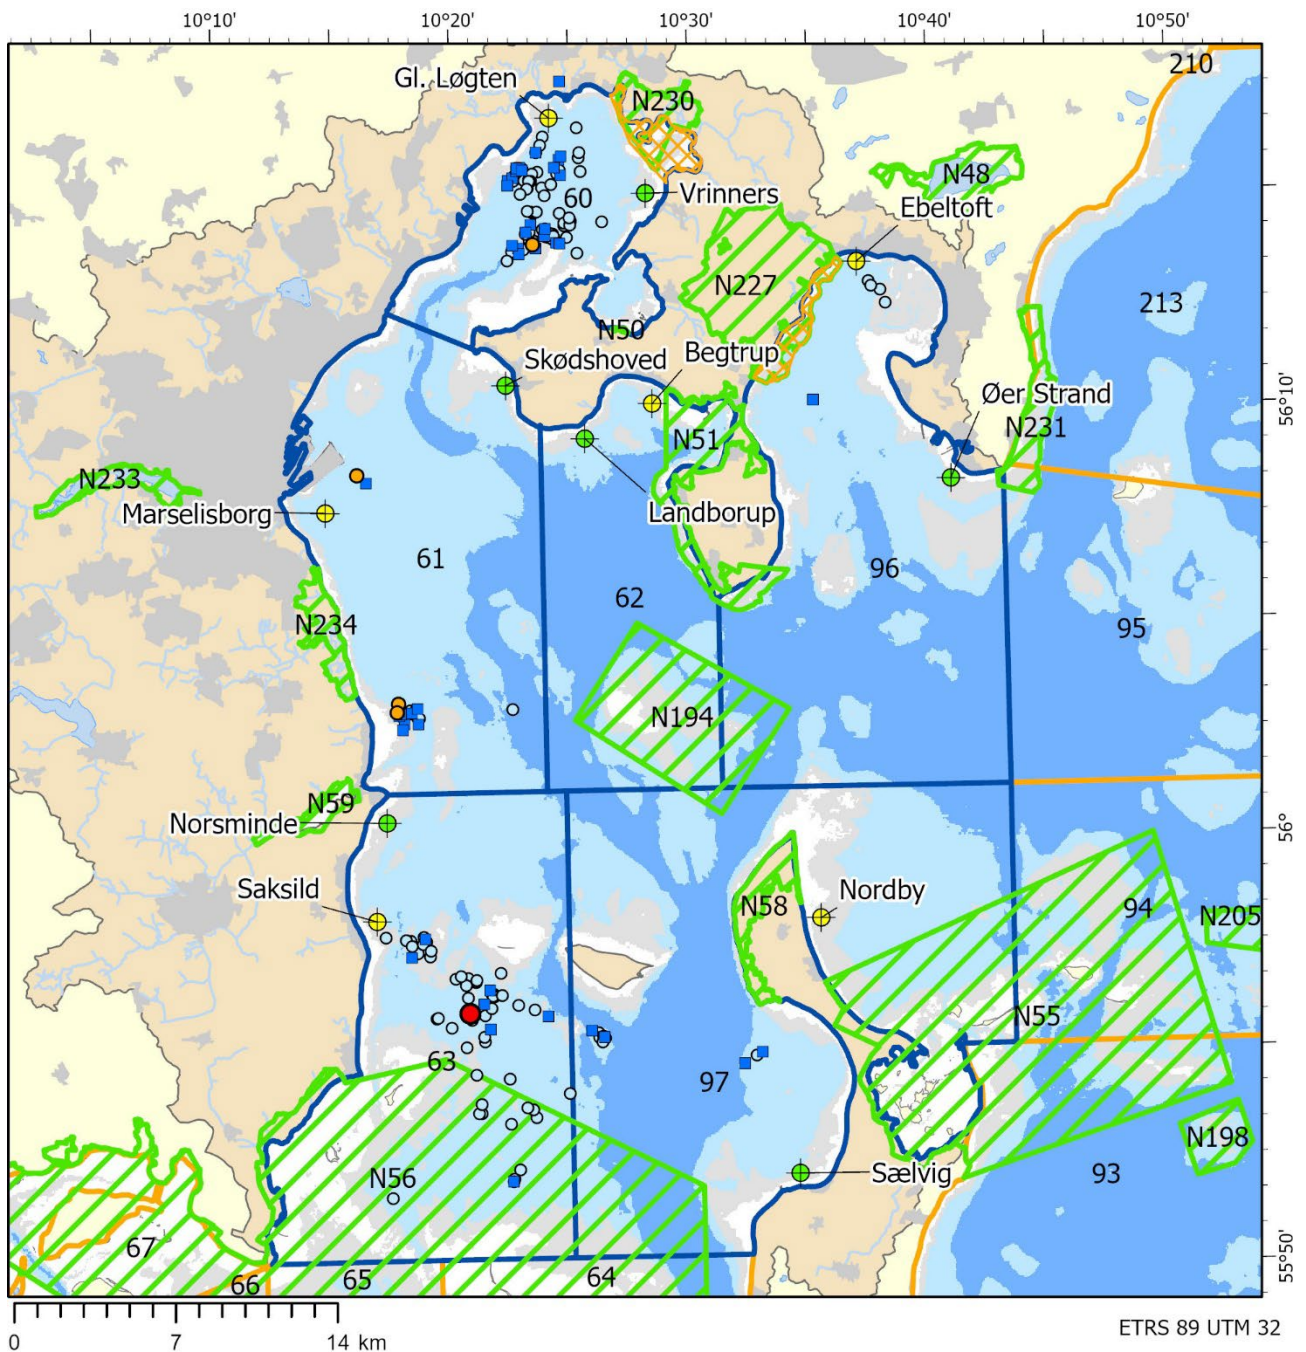 10°10'
10°20'
10°30'
10°40'
10°50'
210
Gl. Løgten
N230
N48
Vrinners
60
Ebeltoft
N227
213
N50
Begtrup
Skødshoved
56°10'
Øer Strand
N51
N231
N233
Marselisborg
Landborup
61
96
62
N234
95
N194
N59
Norsminde
56°
Saksild
Nordby
N58
94
N205
N55
63
97
N198
N56
Sælvig
93
67
66
65
64
55°50'
0
7
14 km
ETRS 89 UTM 32